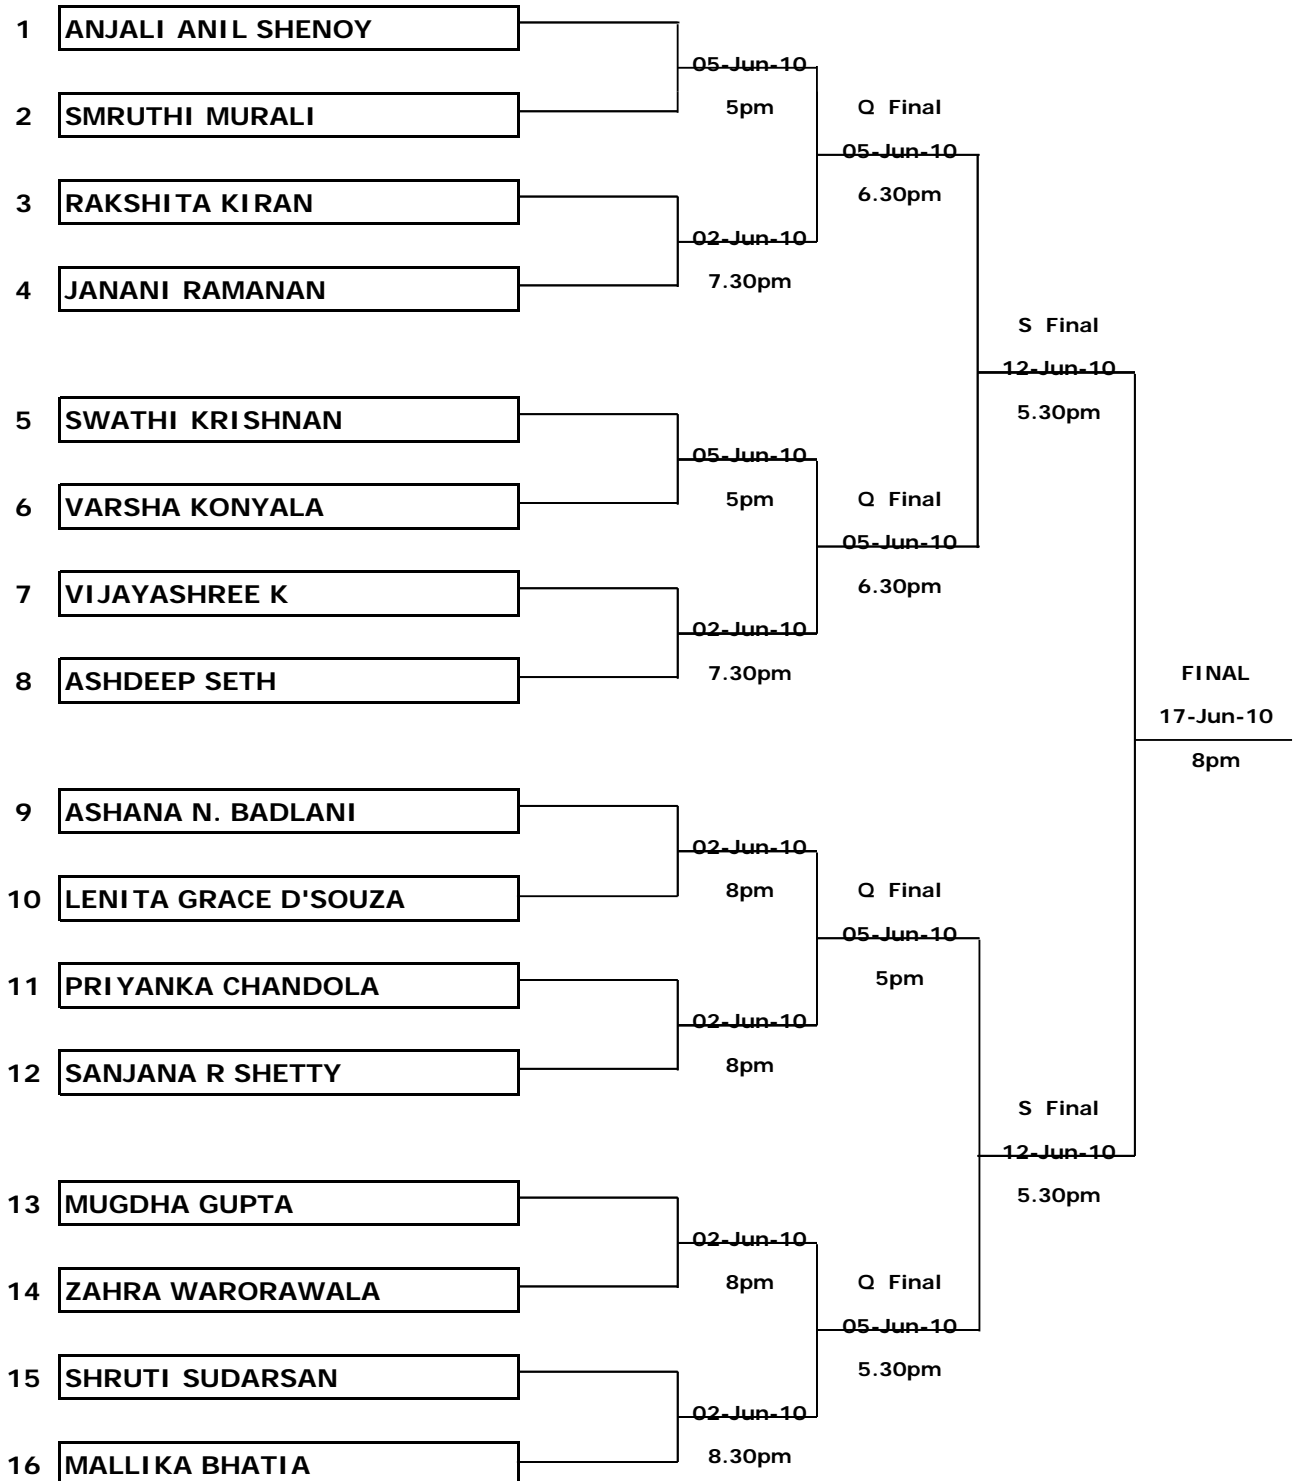 1 ANJALI ANIL SHENOY
05-Jun-10
2 SMRUTHI MURALI
5pm
Q Final
05-Jun-10
6.30pm
3 RAKSHITA KIRAN
02-Jun-10
4 JANANI RAMANAN
7.30pm
S Final
12-Jun-10
5.30pm
5 SWATHI KRISHNAN
05-Jun-10
6 VARSHA KONYALA
5pm
Q Final
05-Jun-10
6.30pm
7 VIJAYASHREE K
02-Jun-10
8 ASHDEEP SETH
7.30pm
FINAL
17-Jun-10
8pm
9 ASHANA N. BADLANI
02-Jun-10
10 LENITA GRACE D'SOUZA
8pm
Q Final
05-Jun-10
5pm
11 PRIYANKA CHANDOLA
02-Jun-10
12 SANJANA R SHETTY
8pm
S Final
12-Jun-10
5.30pm
13 MUGDHA GUPTA
02-Jun-10
14 ZAHRA WARORAWALA
8pm
Q Final
05-Jun-10
5.30pm
15 SHRUTI SUDARSAN
02-Jun-10
16 MALLIKA BHATIA
8.30pm